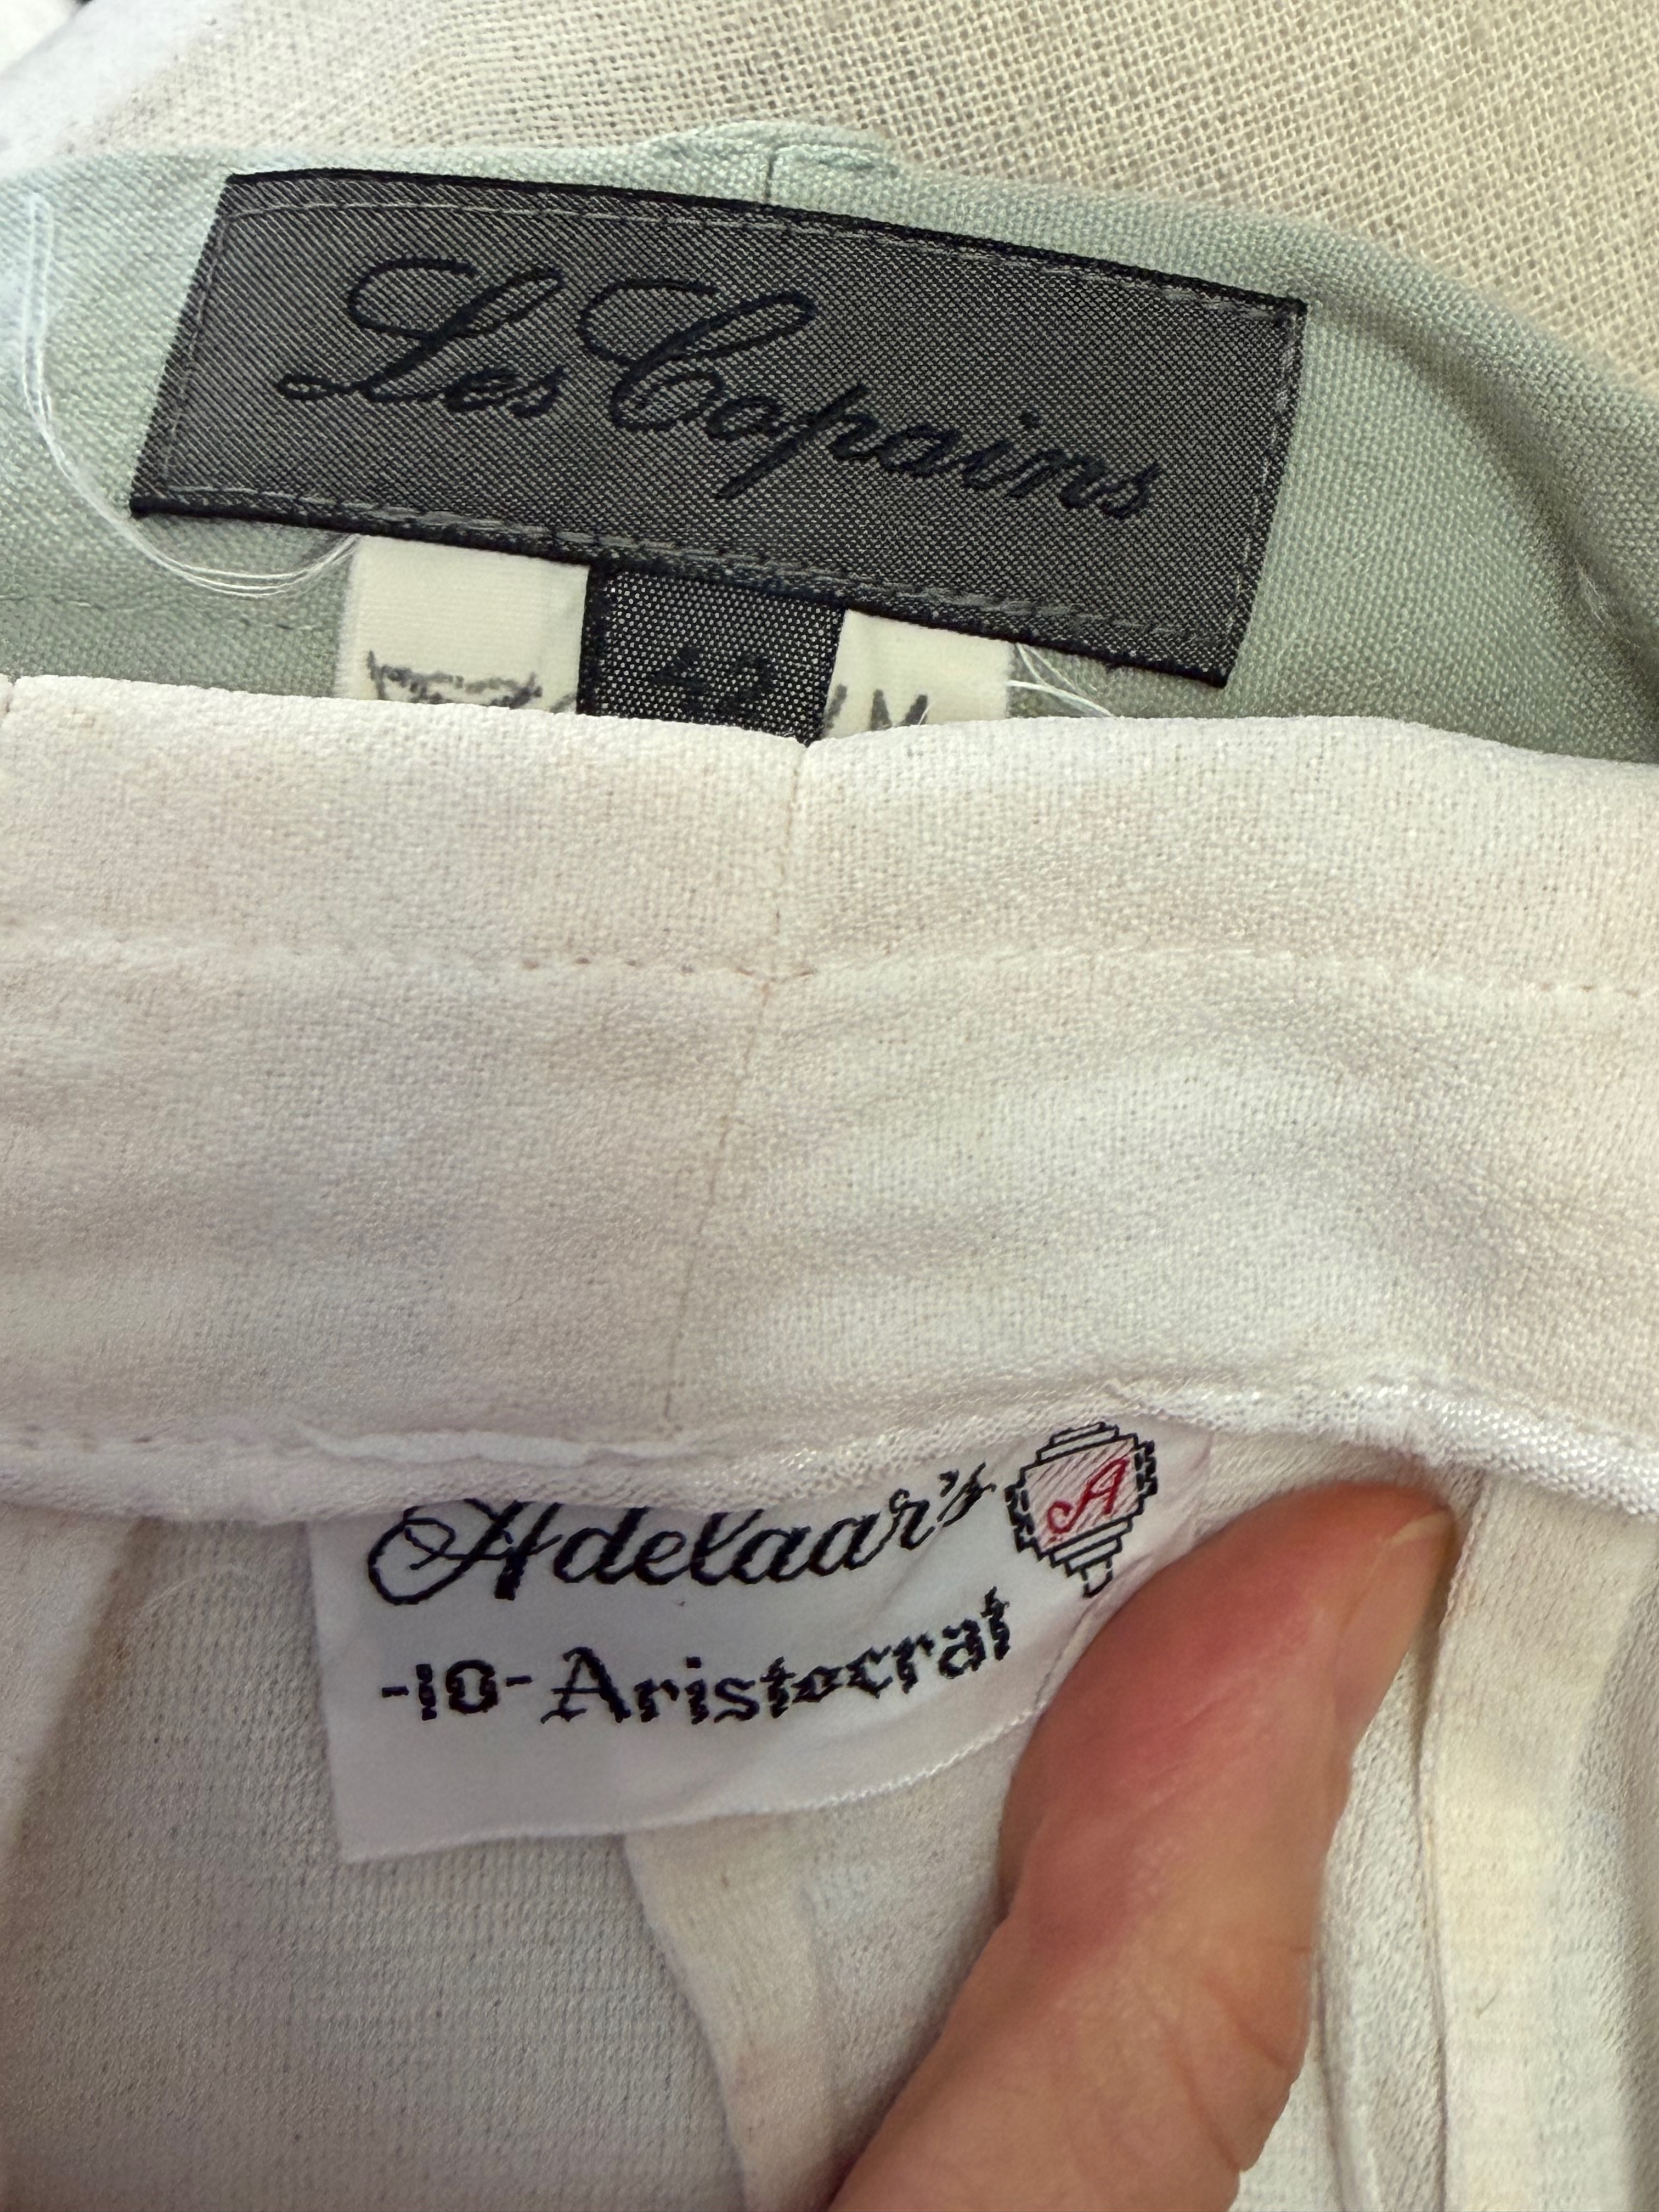 Les Copains
Adelaar's
A
-10- Aristocrat